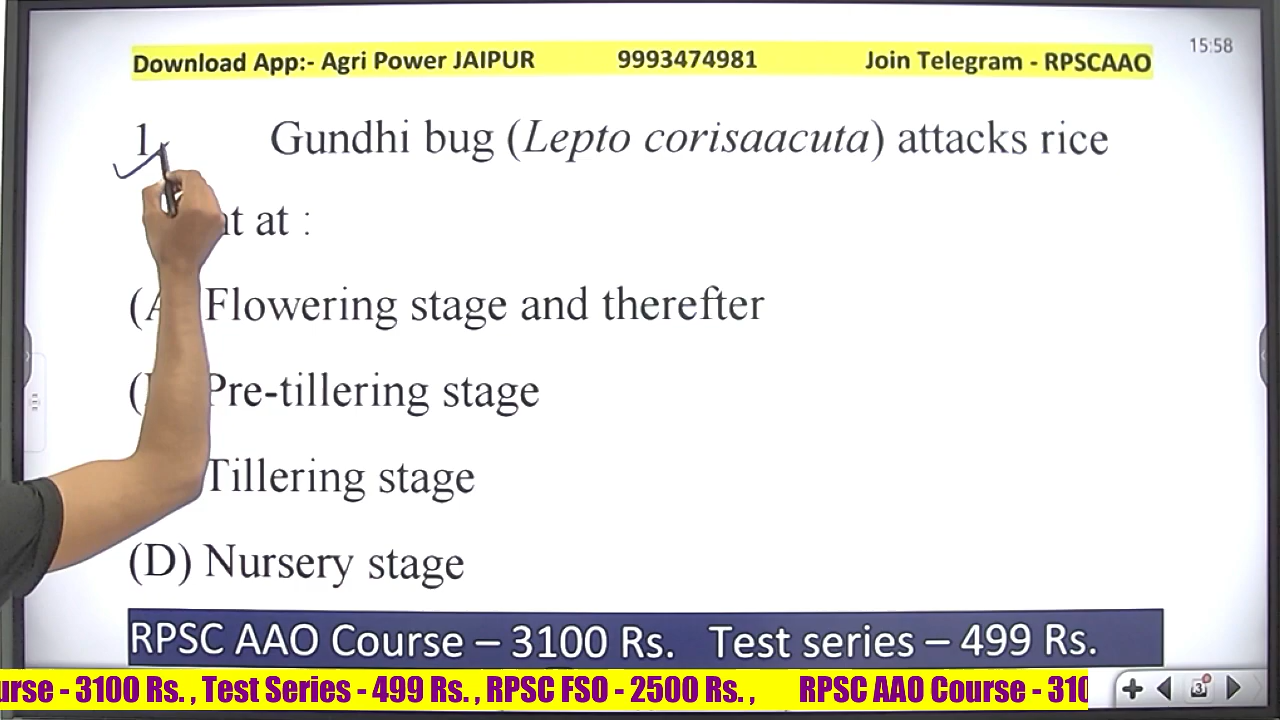 Download App:- Agri Power JAIPUR 9993474981 Join Telegram - RPSCAAO
15:58
1. Gundhi bug (Lepto corisaacuta) attacks rice
at :
(A) Flowering stage and therefter
Pre-tillering stage
Tillering stage
(D) Nursery stage
RPSC AAO Course – 3100 Rs. Test series – 499 Rs.
urse - 3100 Rs. , Test Series - 499 Rs. , RPSC FSO - 2500 Rs. , RPSC AAO Course - 310
3